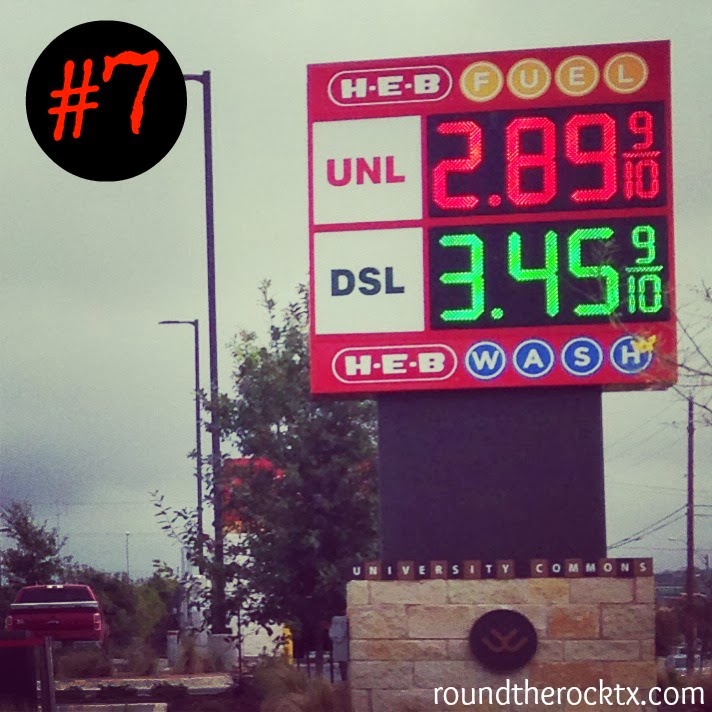 #7
H-E-B FUEL
UNL 2.89 9/10
DSL 3.45 9/10
H-E-B WASH
UNIVERSITY COMMONS
roundtherocktx.com